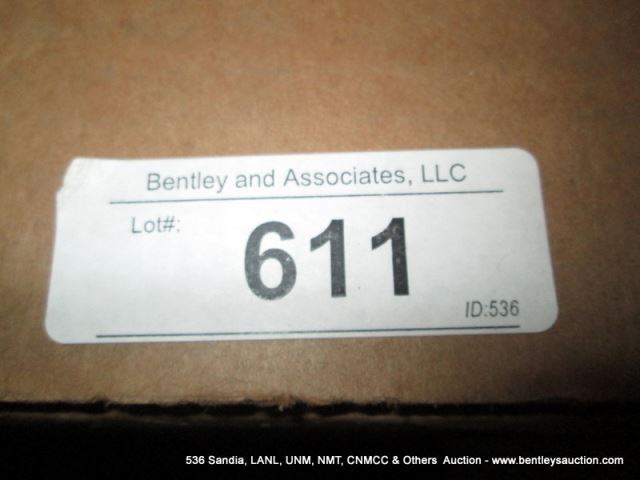 Bentley and Associates, LLC
Lot#:
611
ID:536
536 Sandia, LANL, UNM, NMT, CNMCC & Others Auction - www.bentleysauction.com